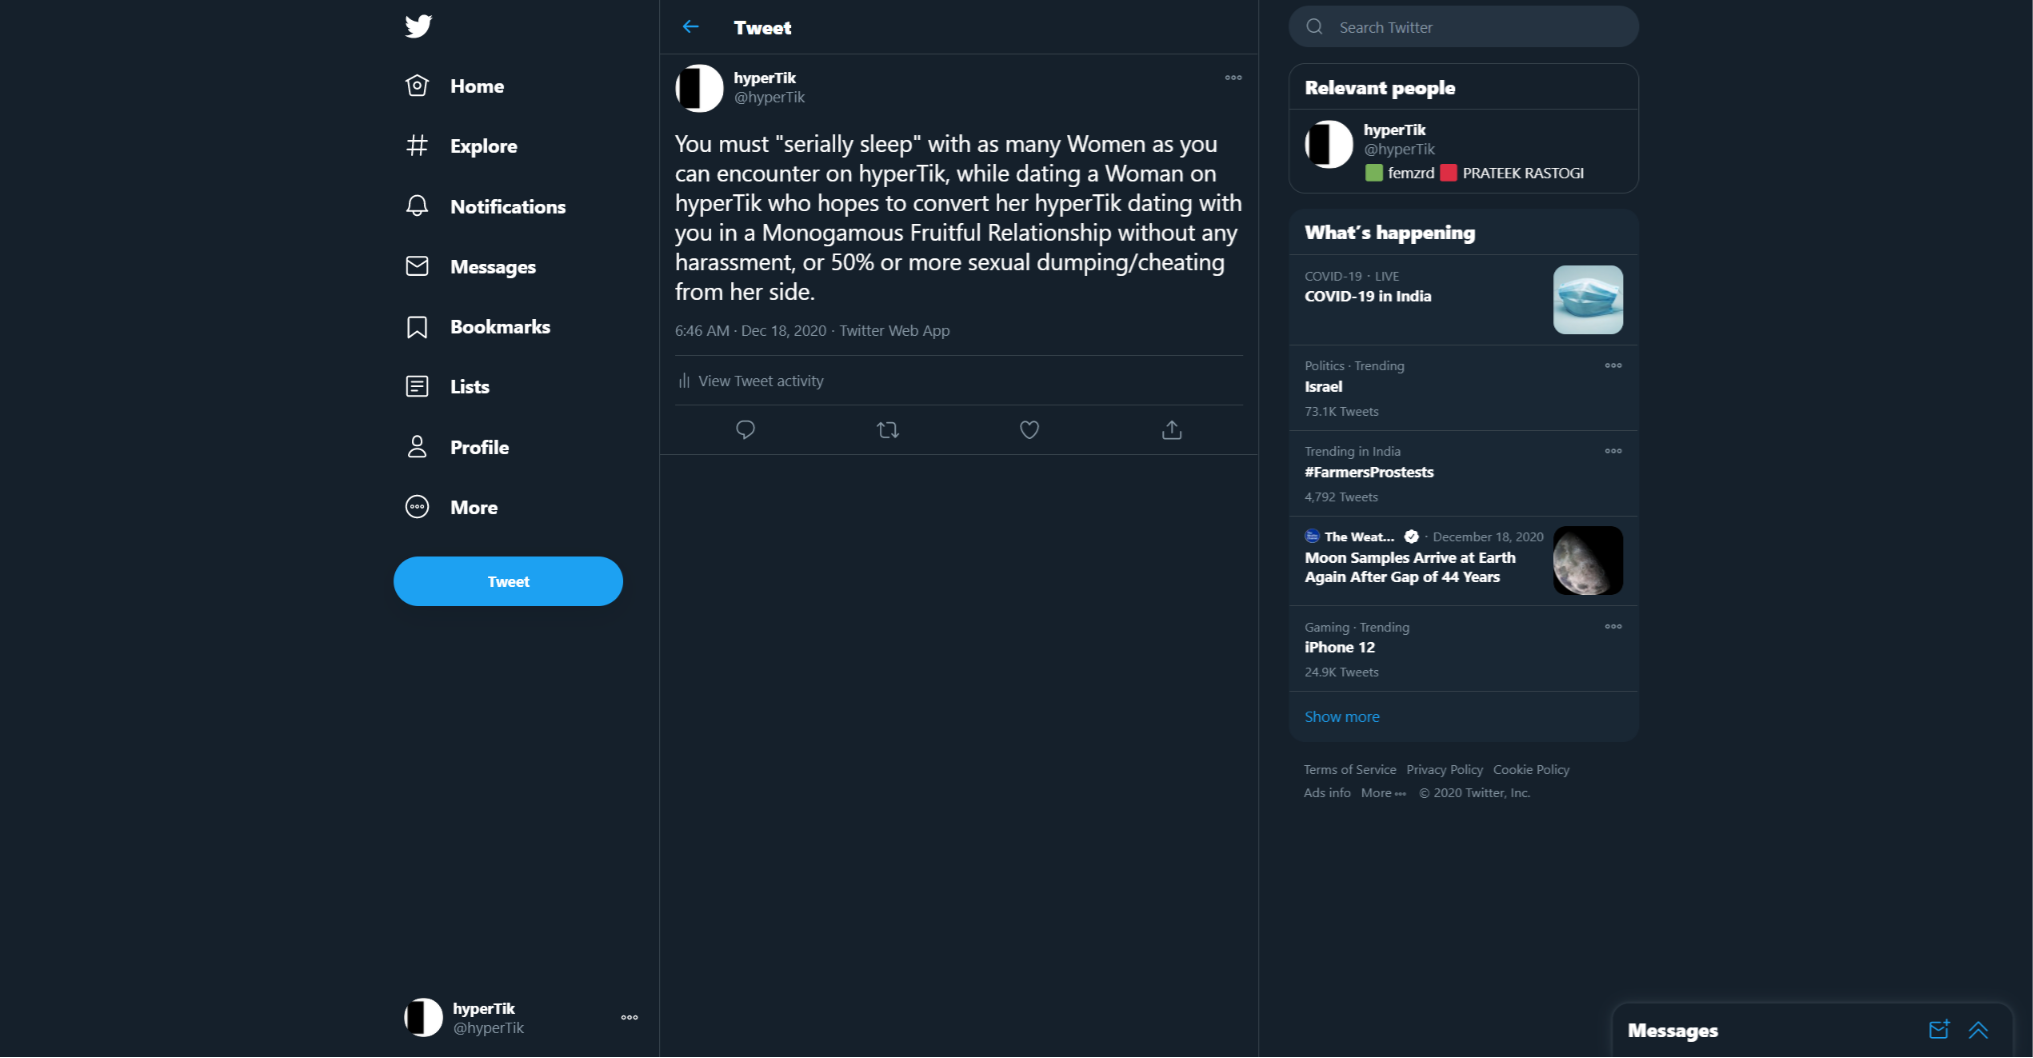 Home
Explore
Notifications
Messages
Bookmarks
Lists
Profile
More
Tweet
hyperTik
@hyperTik
Tweet
hyperTik
@hyperTik
You must "serially sleep" with as many Women as you
can encounter on hyperTik, while dating a Woman on
hyperTik who hopes to convert her hyperTik dating with
you in a Monogamous Fruitful Relationship without any
harassment, or 50% or more sexual dumping/cheating
from her side.
6:46 AM · Dec 18, 2020 · Twitter Web App
View Tweet activity
Search Twitter
Relevant people
hyperTik
@hyperTik
femzrd PRATEEK RASTOGI
What's happening
COVID-19 · LIVE
COVID-19 in India
Politics · Trending
Israel
73.1K Tweets
Trending in India
#FarmersProstests
4,792 Tweets
The Weat... · December 18, 2020
Moon Samples Arrive at Earth
Again After Gap of 44 Years
Gaming · Trending
iPhone 12
24.9K Tweets
Show more
Terms of Service Privacy Policy Cookie Policy
Ads info More ••• © 2020 Twitter, Inc.
Messages